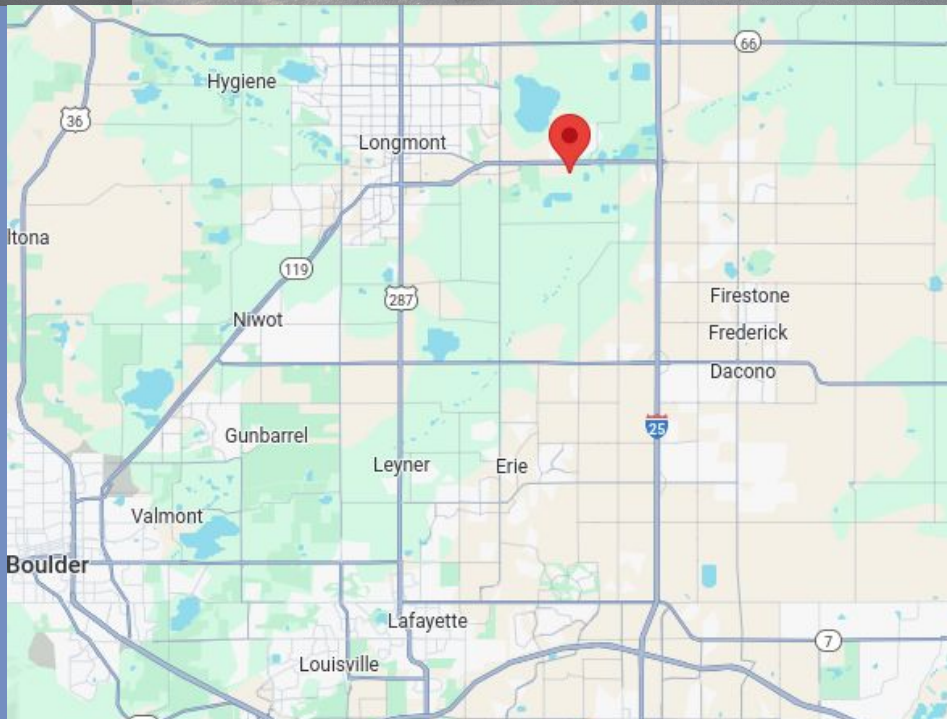 66
Hygiene
36
Longmont
ltona
119
287
Firestone
Niwot
Frederick
Dacono
25
Gunbarrel
Leyner
Erie
Valmont
Boulder
Lafayette
7
Louisville